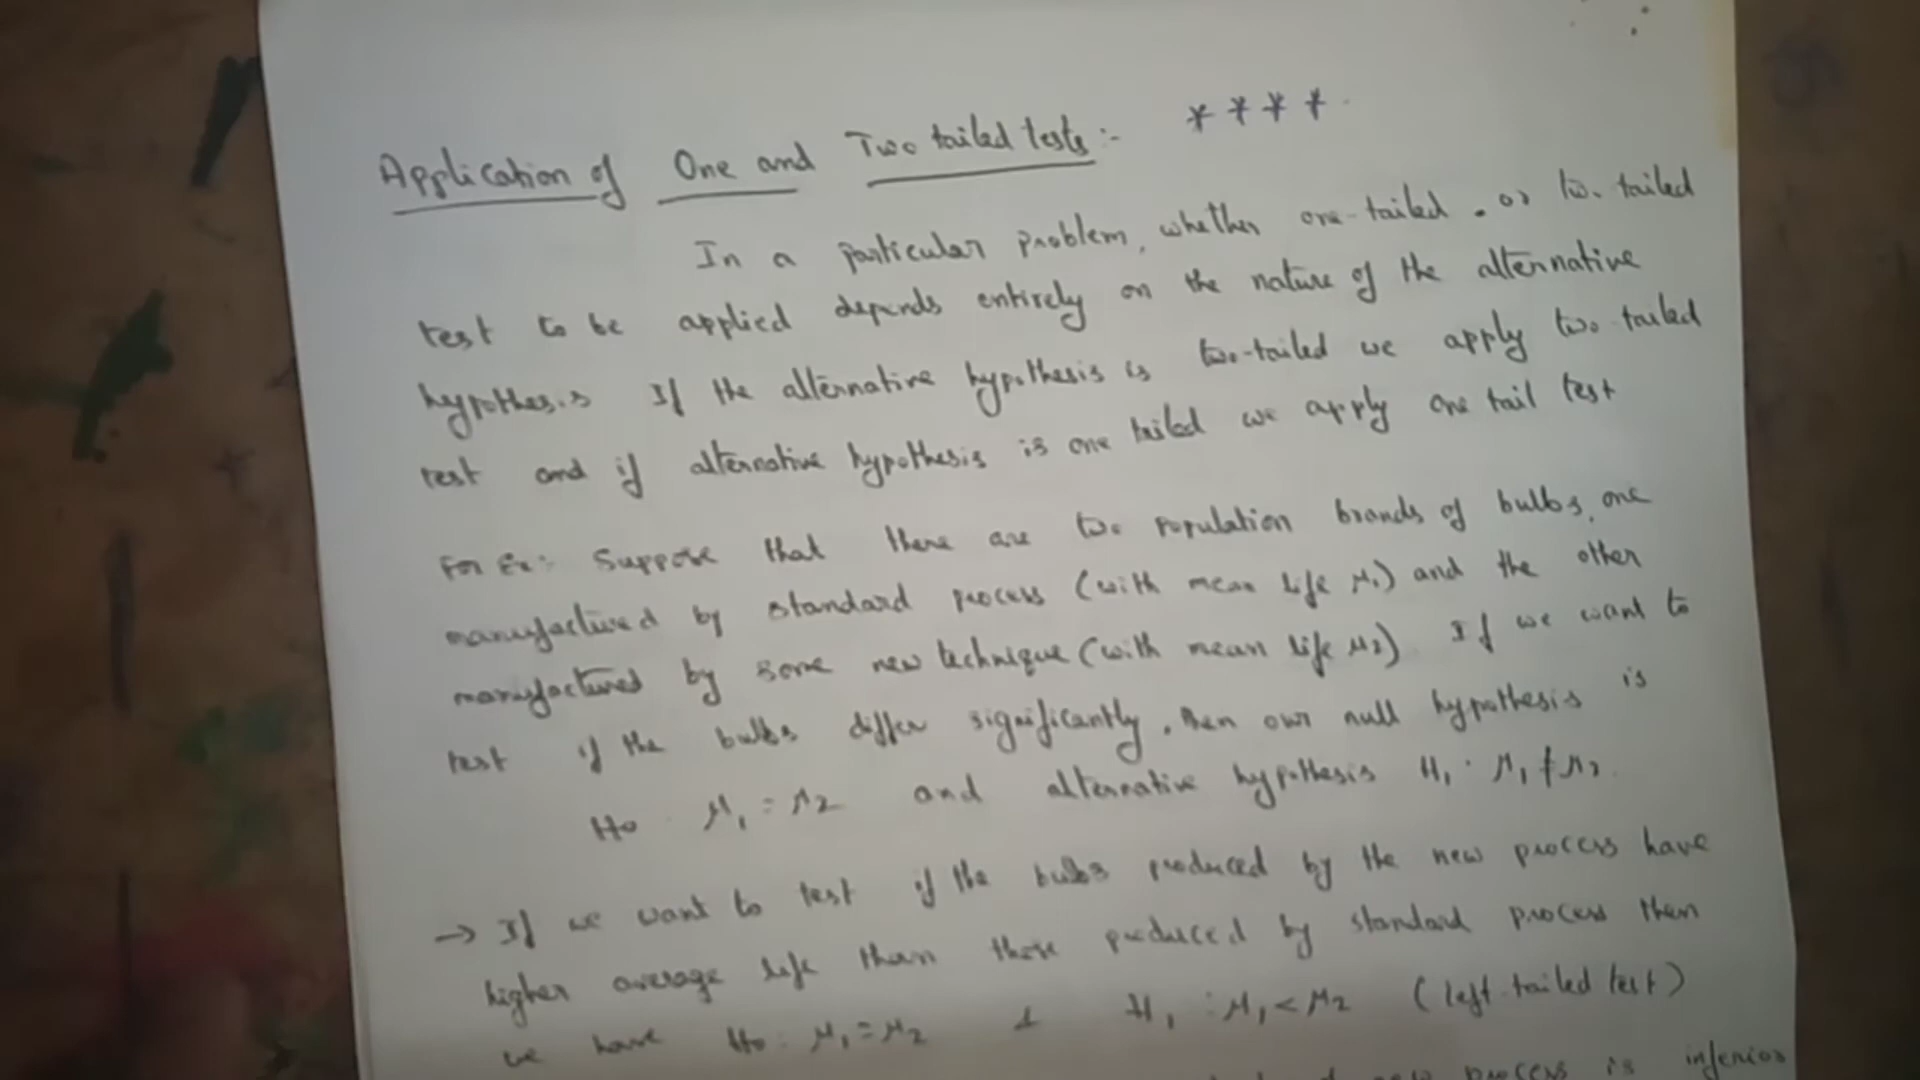 Application of One and Two tailed tests :- ****
In a particular problem, whether one-tailed or two tailed
test to be applied depends entirely on the nature of the alternative
hypothesis If the alternative hypothesis is two-tailed we apply two tailed
test and if alternative hypothesis is one tailed we apply one tail test
For Ex:- Suppose that there are two population brands of bulbs, one
manufactured by standard process (with mean life μ₁) and the other
manufactured by some new technique (with mean life μ₂) If we want to
test if the bulbs differ significantly, then our null hypothesis is
H₀ : μ₁ = μ₂ and alternative hypothesis H₁ : μ₁ ≠ μ₂.
→ If we want to test if the bulbs produced by the new process have
higher average life than those produced by standard process then
we have H₀ : μ₁ = μ₂ & H₁ : μ₁ < μ₂ (left tailed test)
process is inferior